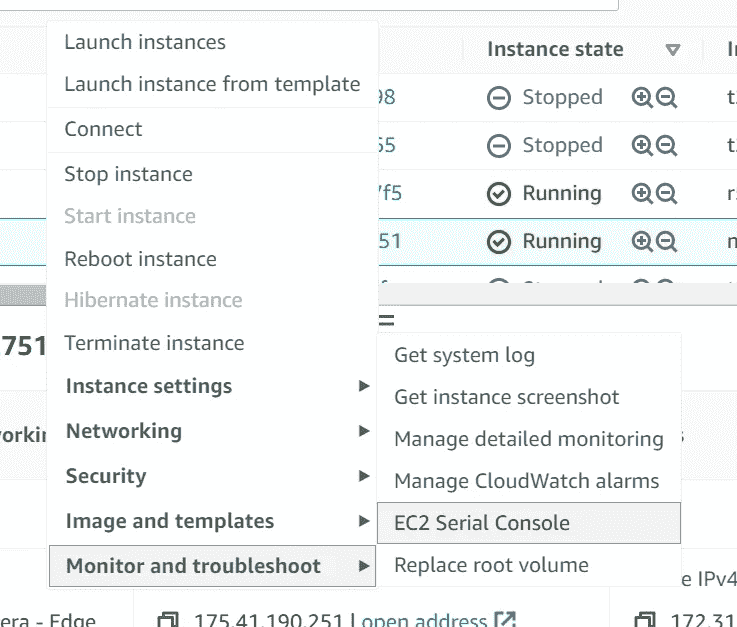 Launch instances
Launch instance from template
Connect
Stop instance
Start instance
Reboot instance
Hibernate instance
Terminate instance
Instance settings
Networking
Security
Image and templates
Monitor and troubleshoot
Instance state
98
Stopped
t
55
Stopped
t
7f5
Running
r
51
Running
751
Get system log
Get instance screenshot
Manage detailed monitoring
Manage CloudWatch alarms
EC2 Serial Console
Replace root volume
e IPv4
era - Edge
175.41.190.251 | open address
172.31